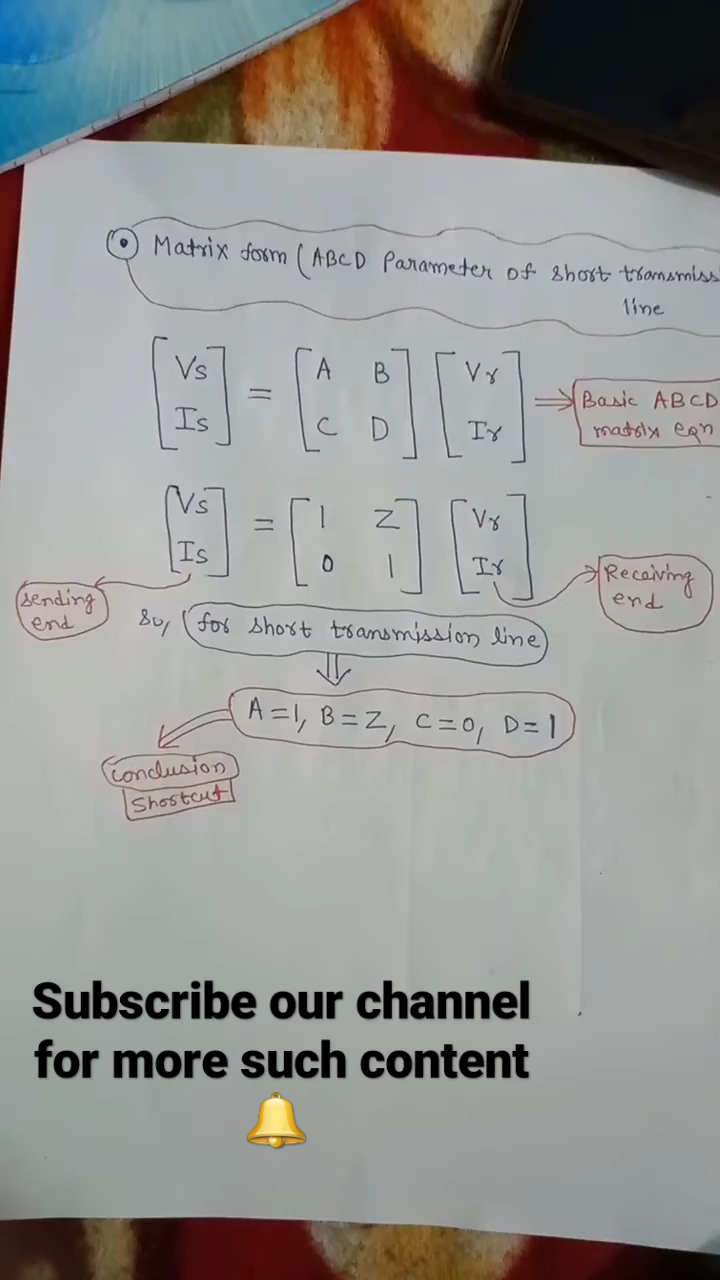 Matrix form (ABCD Parameter of short transmiss
line
[Vs Is] = [A B C D] [Vr Ir] ⇒ Basic ABCD matrix eqn
[Vs Is] = [1 Z 0 1] [Vr Ir]
Sending end
Receiving end
So, for short transmission line
⇓
A=1, B=Z, C=0, D=1
Conclusion
Shortcut
Subscribe our channel
for more such content
🔔